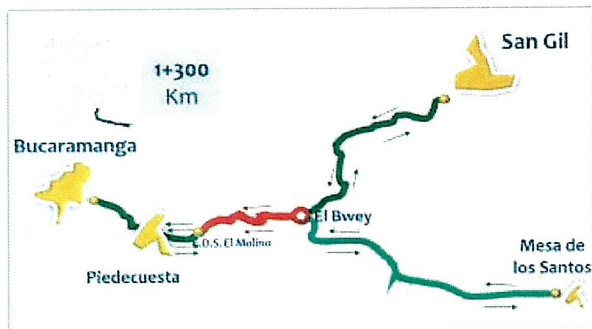 San Gil
1+300
Km
Bucaramanga
El Bwey
E.D.S. El Molino
Mesa de
los Santos
Piedecuesta